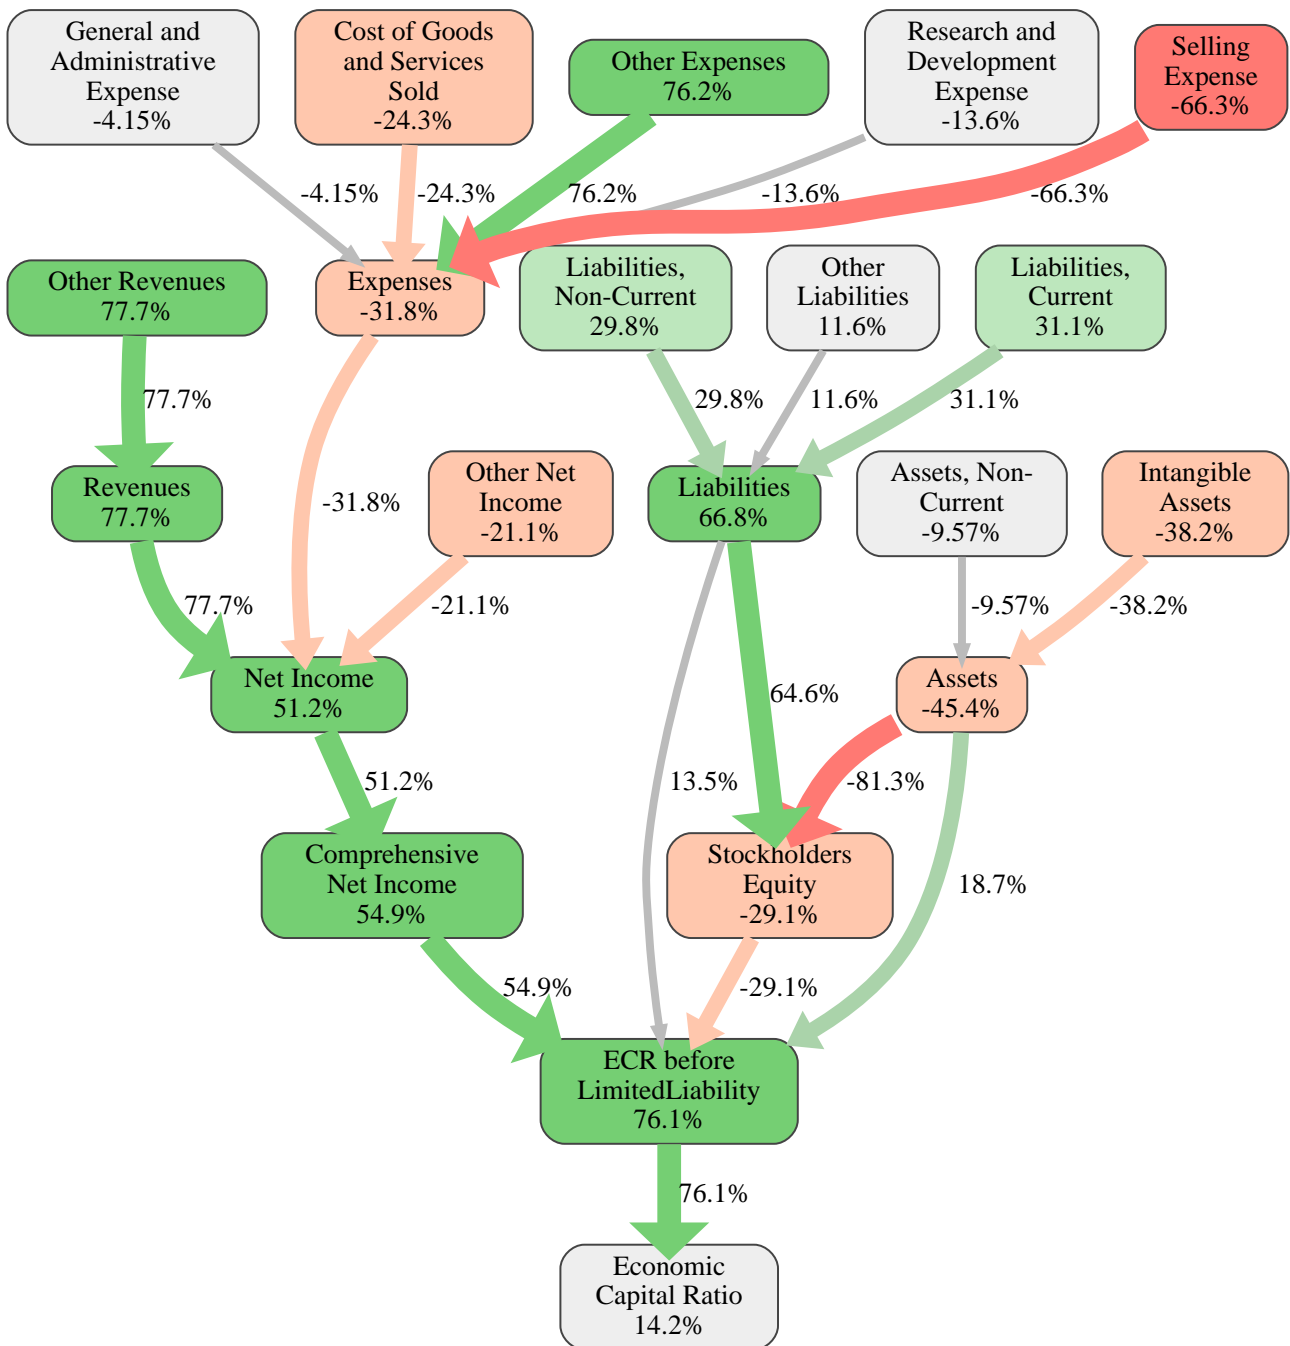 General and
Administrative
Expense
-4.15%
Cost of Goods
and Services
Sold
-24.3%
Other Expenses
76.2%
Research and
Development
Expense
-13.6%
Selling
Expense
-66.3%
-4.15%
-24.3%
76.2%
-13.6%
-66.3%
Other Revenues
77.7%
Expenses
-31.8%
Liabilities,
Non-Current
29.8%
Other
Liabilities
11.6%
Liabilities,
Current
31.1%
77.7%
29.8%
11.6%
31.1%
Revenues
77.7%
-31.8%
Other Net
Income
-21.1%
Liabilities
66.8%
Assets, Non-
Current
-9.57%
Intangible
Assets
-38.2%
77.7%
-21.1%
-9.57%
-38.2%
Net Income
51.2%
64.6%
Assets
-45.4%
51.2%
13.5%
-81.3%
Comprehensive
Net Income
54.9%
Stockholders
Equity
-29.1%
18.7%
54.9%
-29.1%
ECR before
LimitedLiability
76.1%
76.1%
Economic
Capital Ratio
14.2%